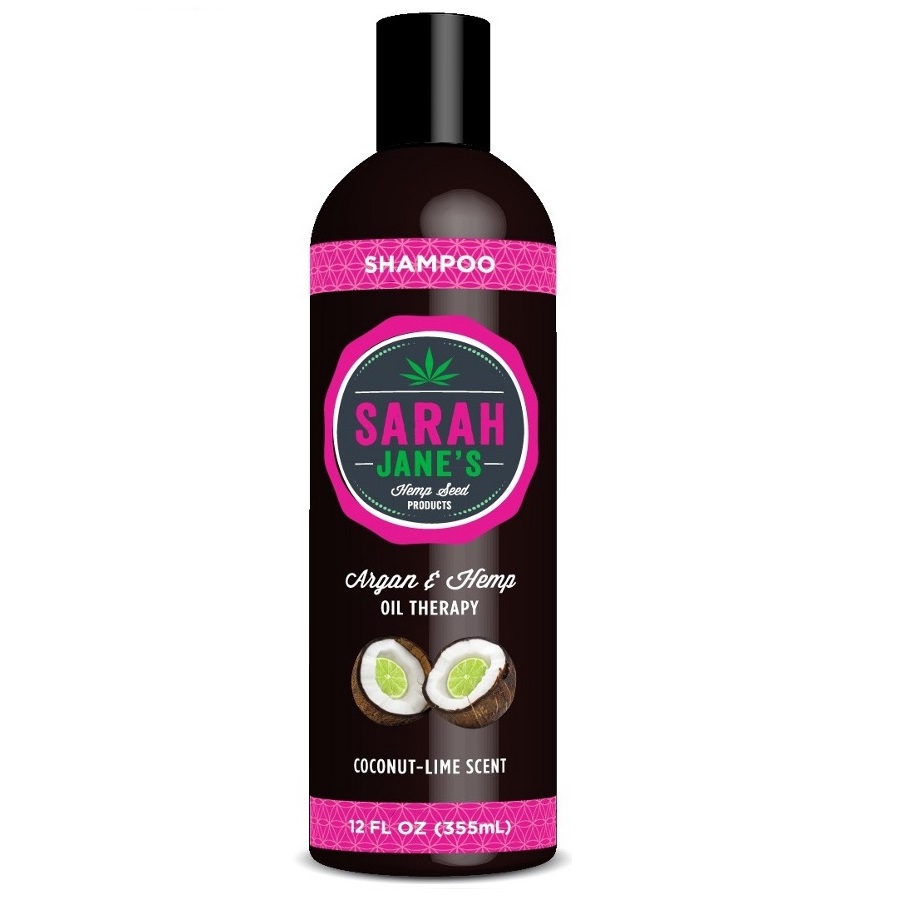 SHAMPOO
SARAH
JANE'S
Hemp Seed
PRODUCTS
Argan & Hemp
OIL THERAPY
COCONUT-LIME SCENT
12 FL OZ (355mL)